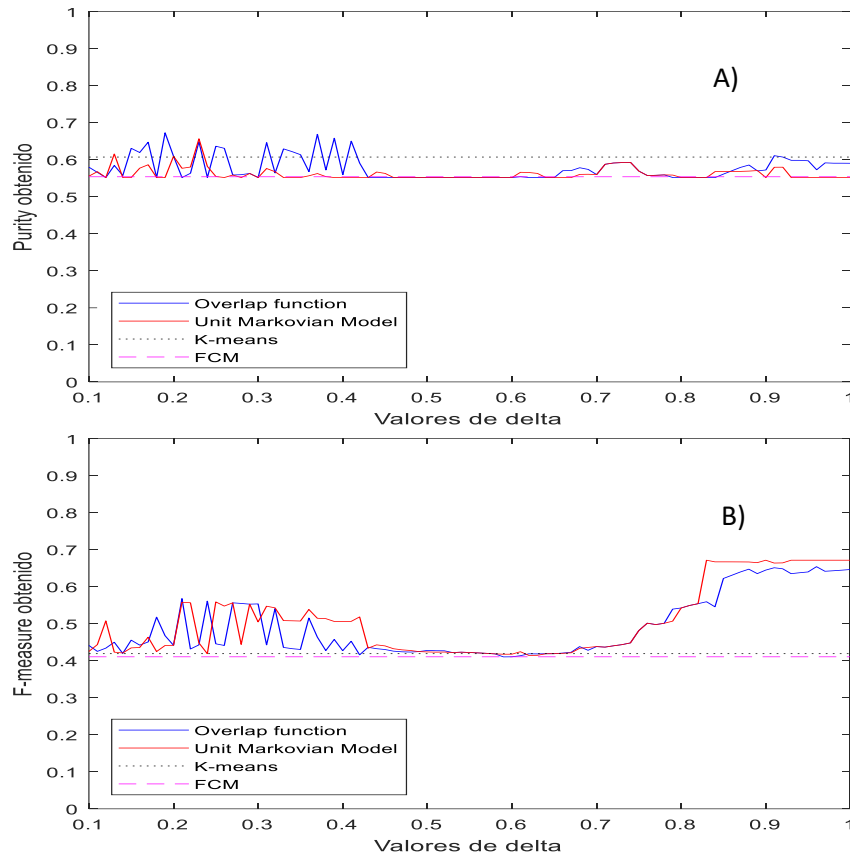 1
0.9
0.8
0.7
0.6
0.5
0.4
0.3
0.2
0.1
0
Purity obtenido
A)
Overlap function
Unit Markovian Model
K-means
FCM
0.1 0.2 0.3 0.4 0.5 0.6 0.7 0.8 0.9 1
Valores de delta
1
0.9
0.8
0.7
0.6
0.5
0.4
0.3
0.2
0.1
0
F-measure obtenido
B)
Overlap function
Unit Markovian Model
K-means
FCM
0.1 0.2 0.3 0.4 0.5 0.6 0.7 0.8 0.9 1
Valores de delta